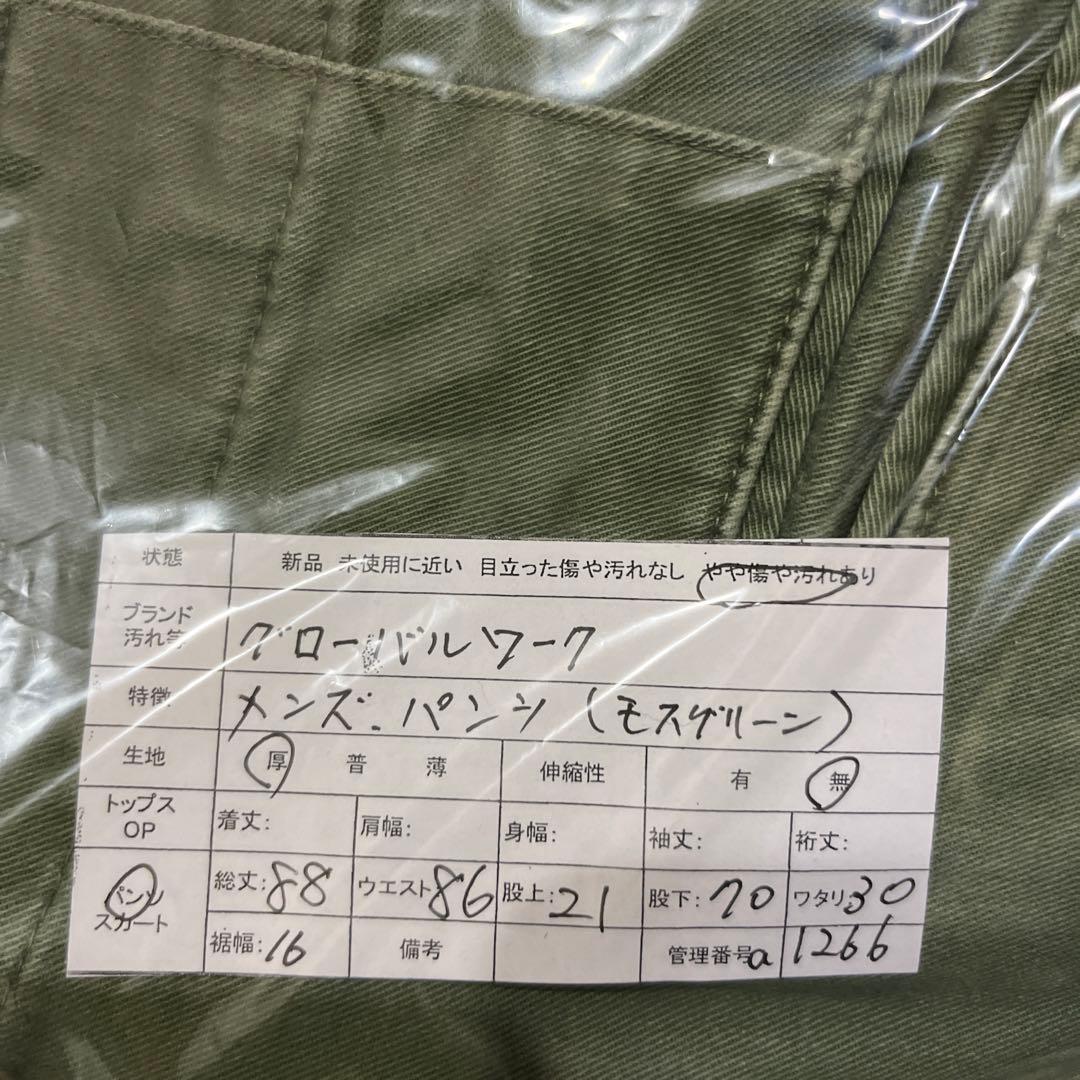 状態 新品 未使用に近い 目立った傷や汚れなし やや傷や汚れあり
ブランド
汚れ等 グローバルワーク
特徴 メンズ.パンツ(モスグリーン)
生地 厚 普 薄 伸縮性 有 無
トップス
OP 着丈: 肩幅: 身幅: 袖丈: 裄丈:
パンツ
スカート 総丈:88 ウエスト86 股上:21 股下:70 ワタリ:30
裾幅:16 備考 管理番号a 1266